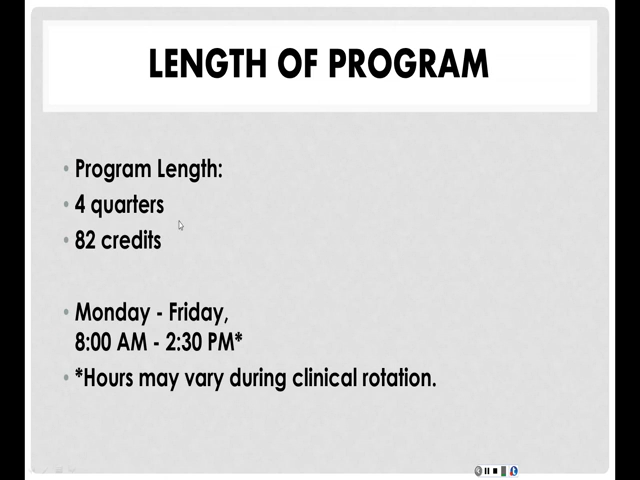 LENGTH OF PROGRAM
• Program Length:
• 4 quarters
• 82 credits
• Monday - Friday,
8:00 AM - 2:30 PM*
• *Hours may vary during clinical rotation.